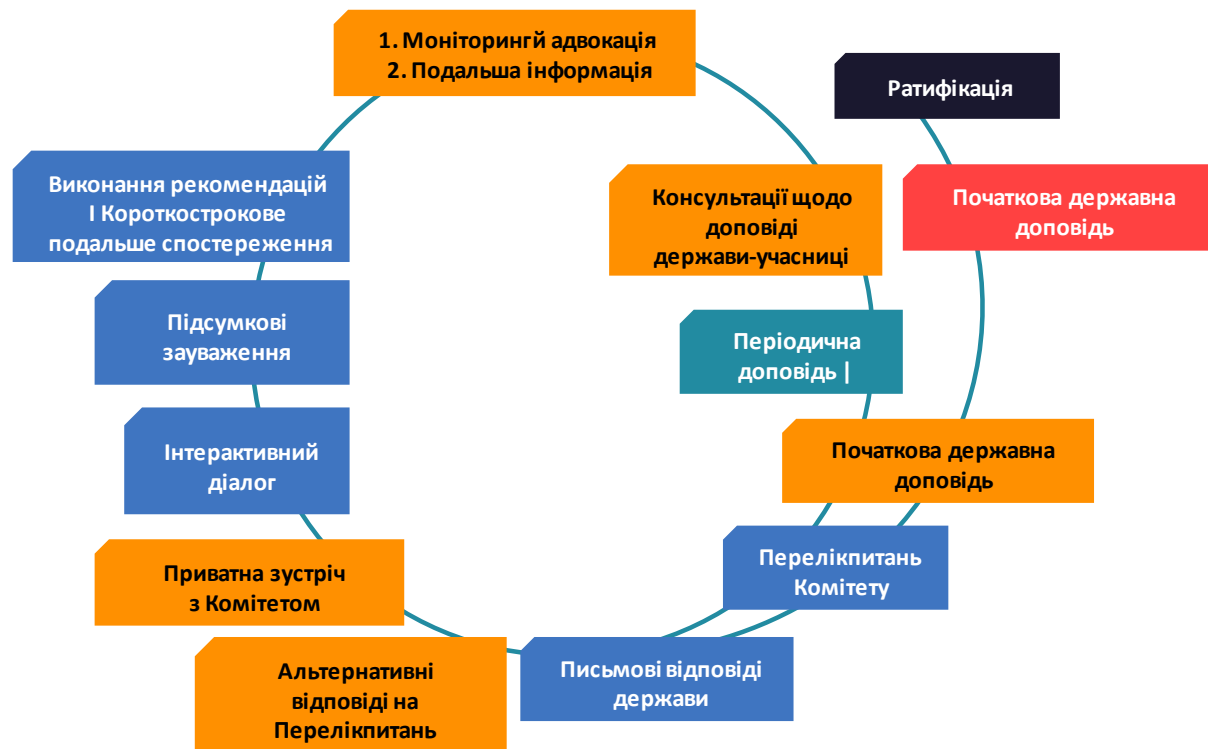 1. Моніторингй адвокація
2. Подальша інформація
Ратифікація
Виконання рекомендацій
І Короткострокове
подальше спостереження
Консультації щодо
доповіді
держави-учасниці
Початкова державна
доповідь
Підсумкові
зауваження
Періодична
доповідь |
Інтерактивний
діалог
Початкова державна
доповідь
Приватна зустріч
з Комітетом
Перелікпитань
Комітету
Альтернативні
відповіді на
Перелікпитань
Письмові відповіді
держави